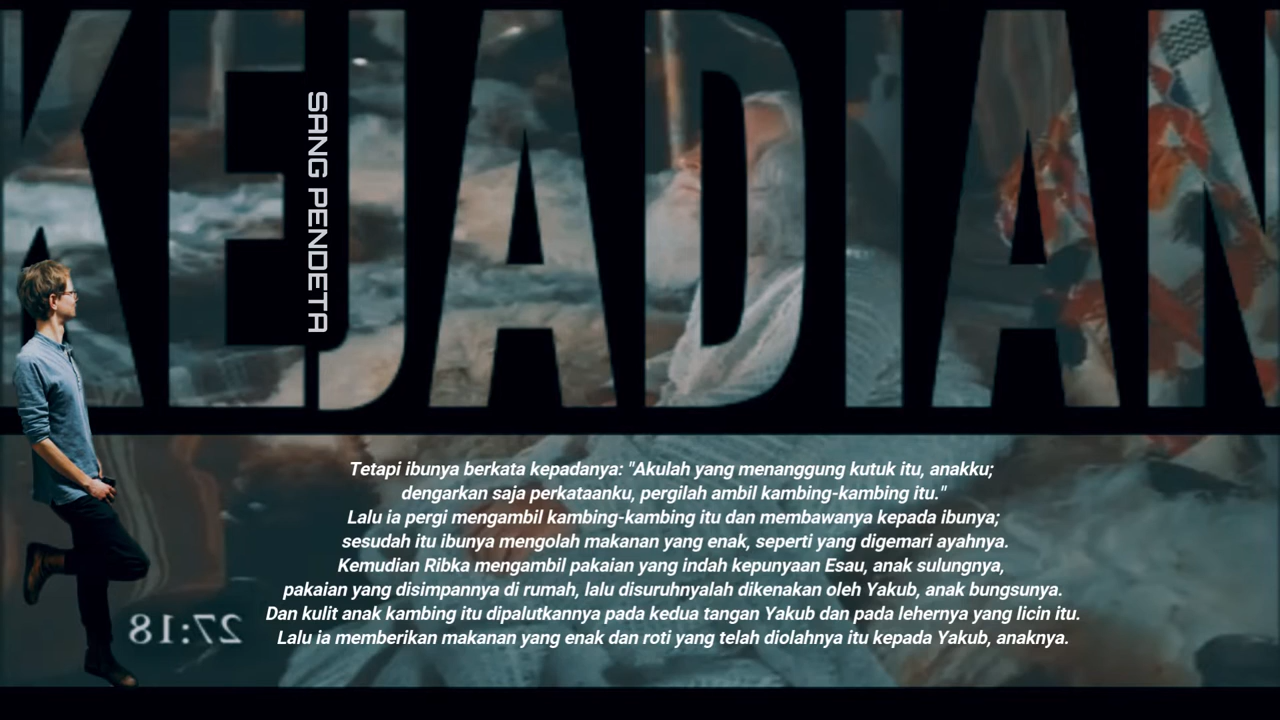 KEJADIAN
SANG PENDETA
Tetapi ibunya berkata kepadanya: "Akulah yang menanggung kutuk itu, anakku;
dengarkan saja perkataanku, pergilah ambil kambing-kambing itu."
Lalu ia pergi mengambil kambing-kambing itu dan membawanya kepada ibunya;
sesudah itu ibunya mengolah makanan yang enak, seperti yang digemari ayahnya.
Kemudian Ribka mengambil pakaian yang indah kepunyaan Esau, anak sulungnya,
pakaian yang disimpannya di rumah, lalu disuruhnyalah dikenakan oleh Yakub, anak bungsunya.
Dan kulit anak kambing itu dipalutkannya pada kedua tangan Yakub dan pada lehernya yang licin itu.
Lalu ia memberikan makanan yang enak dan roti yang telah diolahnya itu kepada Yakub, anaknya.
27:18